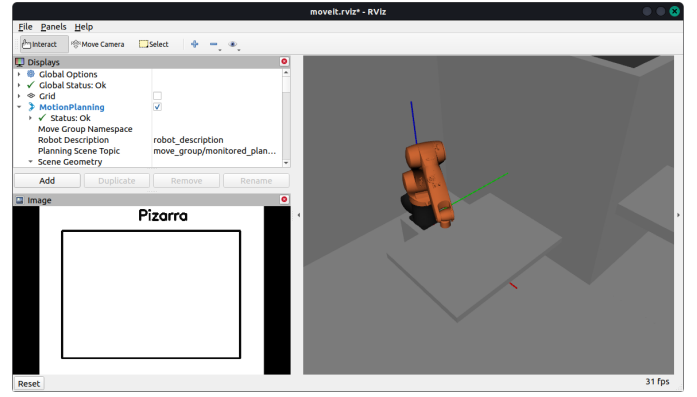 moveit.rviz* - RViz
File Panels Help
Interact Move Camera Select
Displays
Global Options
Global Status: Ok
Grid
MotionPlanning
Status: Ok
Move Group Namespace
Robot Description robot_description
Planning Scene Topic move_group/monitored_plan...
Scene Geometry
Add Duplicate Remove Rename
Image
Pizarra
Reset 31 fps